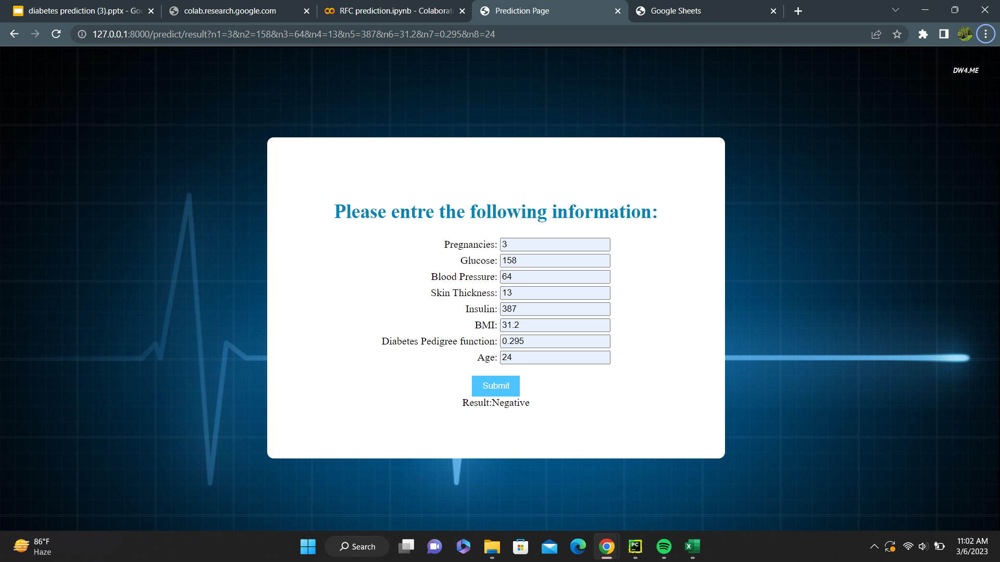 diabetes prediction (3).pptx - Goo
colab.research.google.com
RFC prediction.ipynb - Colaborat
Prediction Page
Google Sheets
127.0.0.1:8000/predict/result?n1=3&n2=158&n3=64&n4=13&n5=387&n6=31.2&n7=0.295&n8=24
DW4.ME
Please entre the following information:
Pregnancies: 3
Glucose: 158
Blood Pressure: 64
Skin Thickness: 13
Insulin: 387
BMI: 31.2
Diabetes Pedigree function: 0.295
Age: 24
Submit
Result:Negative
86°F
Haze
Search
PC
11:02 AM
3/6/2023